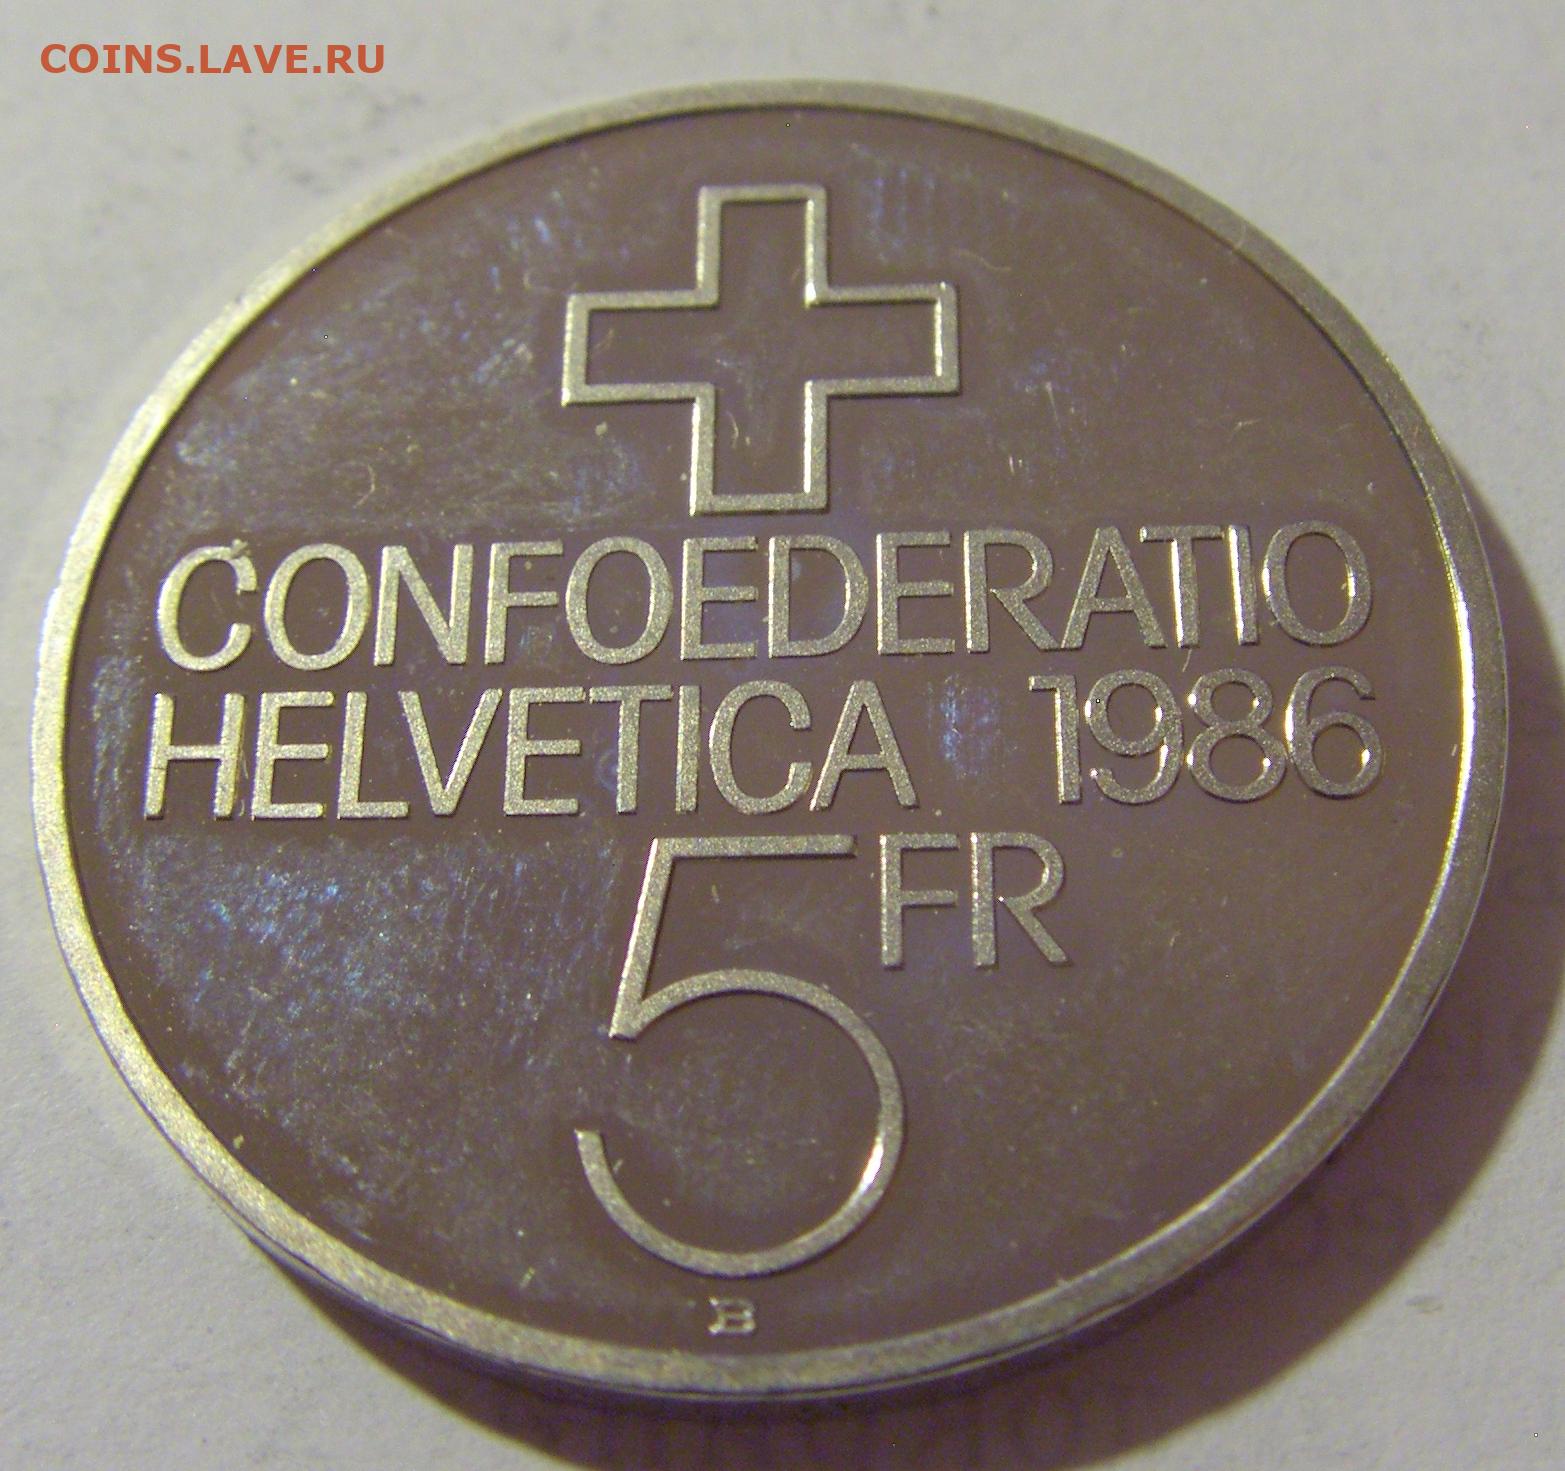 COINS.LAVE.RU
CONFOEDERATIO
HELVETICA 1986
5 FR
B